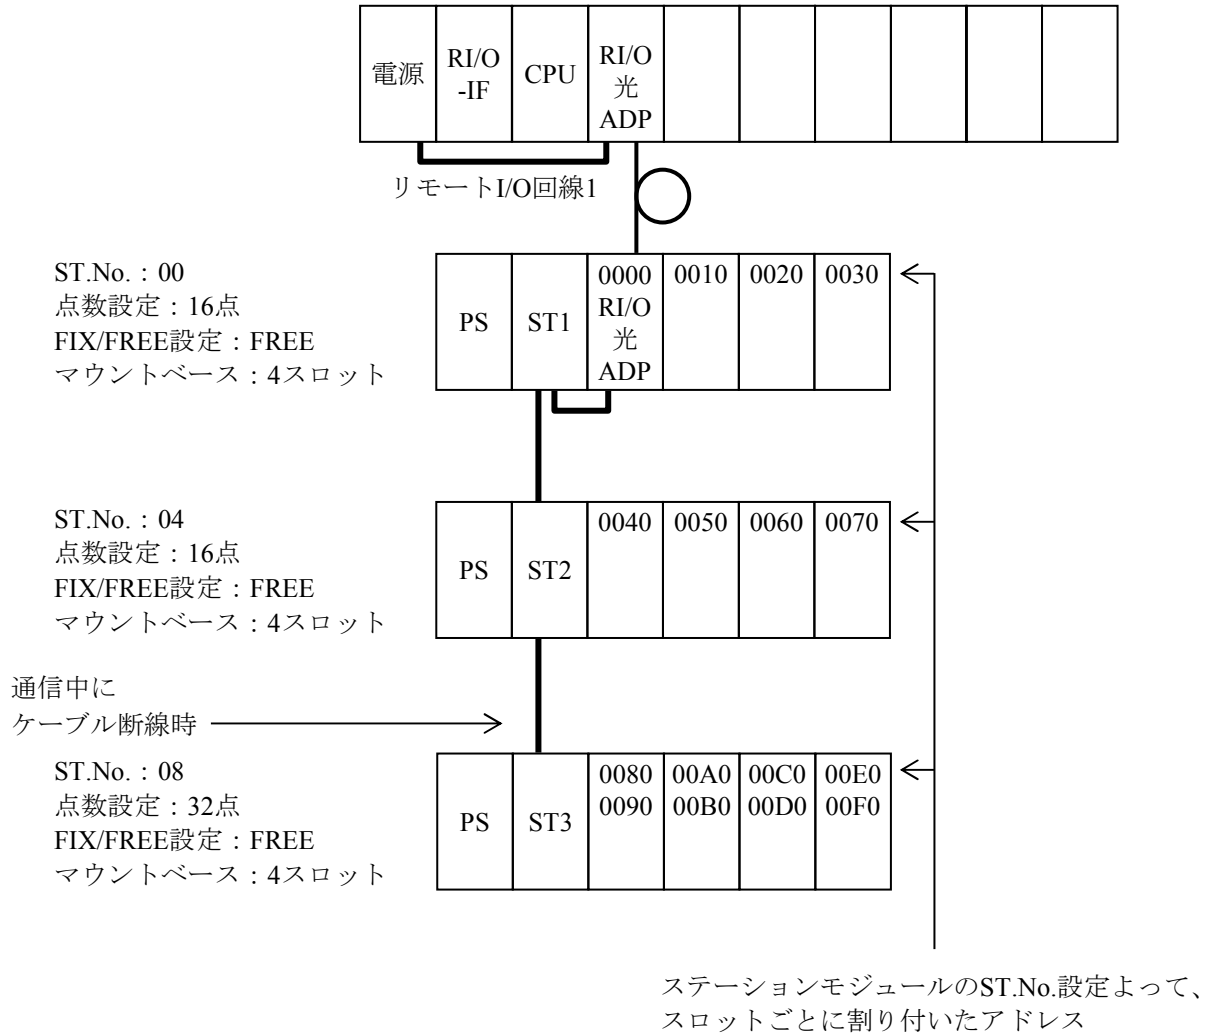 電源
RI/O
-IF
CPU
RI/O
光
ADP
リモートI/O回線1
ST.No.：00
点数設定：16点
FIX/FREE設定：FREE
マウントベース：4スロット
PS
ST1
0000
RI/O
光
ADP
0010
0020
0030
ST.No.：04
点数設定：16点
FIX/FREE設定：FREE
マウントベース：4スロット
PS
ST2
0040
0050
0060
0070
通信中に
ケーブル断線時
ST.No.：08
点数設定：32点
FIX/FREE設定：FREE
マウントベース：4スロット
PS
ST3
0080
0090
00A0
00B0
00C0
00D0
00E0
00F0
ステーションモジュールのST.No.設定よって、
スロットごとに割り付いたアドレス